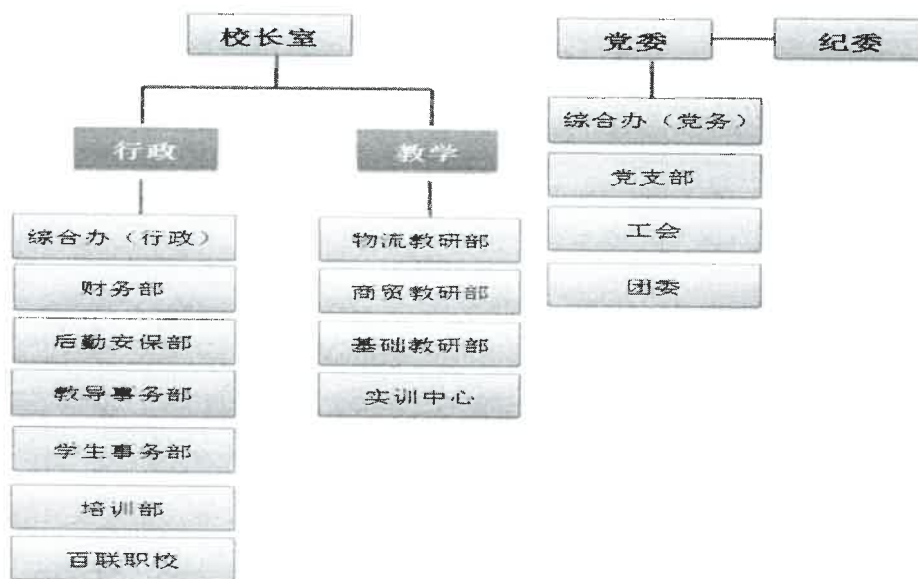 校长室
党委
纪委
行政
教学
综合办（党务）
党支部
工会
团委
综合办（行政）
财务部
后勤安保部
教导事务部
学生事务部
培训部
百联职校
物流教研部
商贸教研部
基础教研部
实训中心